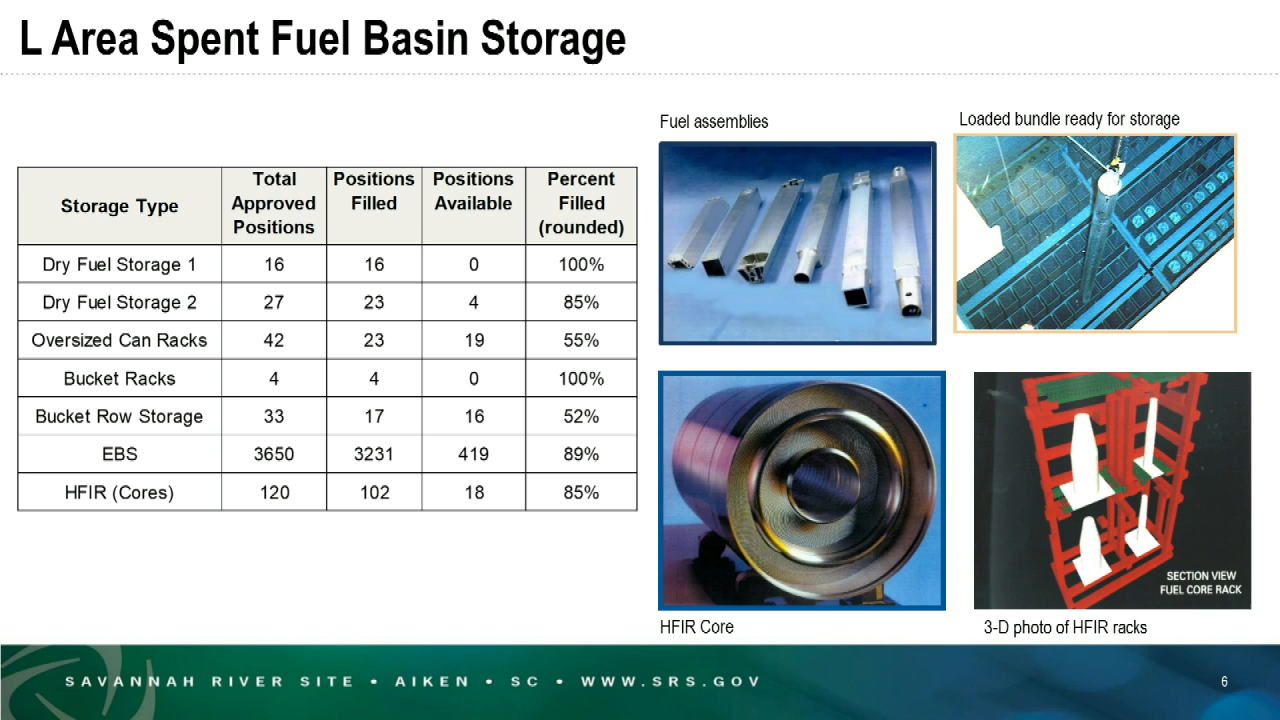 L Area Spent Fuel Basin Storage
Storage Type Total Approved Positions Positions Filled Positions Available Percent Filled (rounded)
Dry Fuel Storage 1 16 16 0 100%
Dry Fuel Storage 2 27 23 4 85%
Oversized Can Racks 42 23 19 55%
Bucket Racks 4 4 0 100%
Bucket Row Storage 33 17 16 52%
EBS 3650 3231 419 89%
HFIR (Cores) 120 102 18 85%
Fuel assemblies
Loaded bundle ready for storage
SECTION VIEW
FUEL CORE RACK
HFIR Core
3-D photo of HFIR racks
SAVANNAH RIVER SITE • AIKEN • SC • WWW.SRS.GOV
6